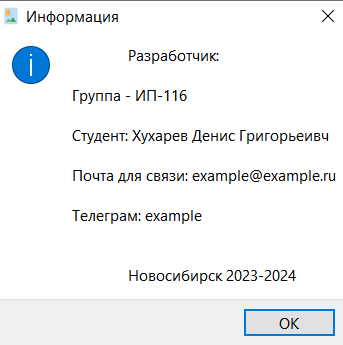 Информация
Разработчик:
Группа - ИП-116
Студент: Хухарев Денис Григорьеивч
Почта для связи: example@example.ru
Телеграм: example
Новосибирск 2023-2024
ОК